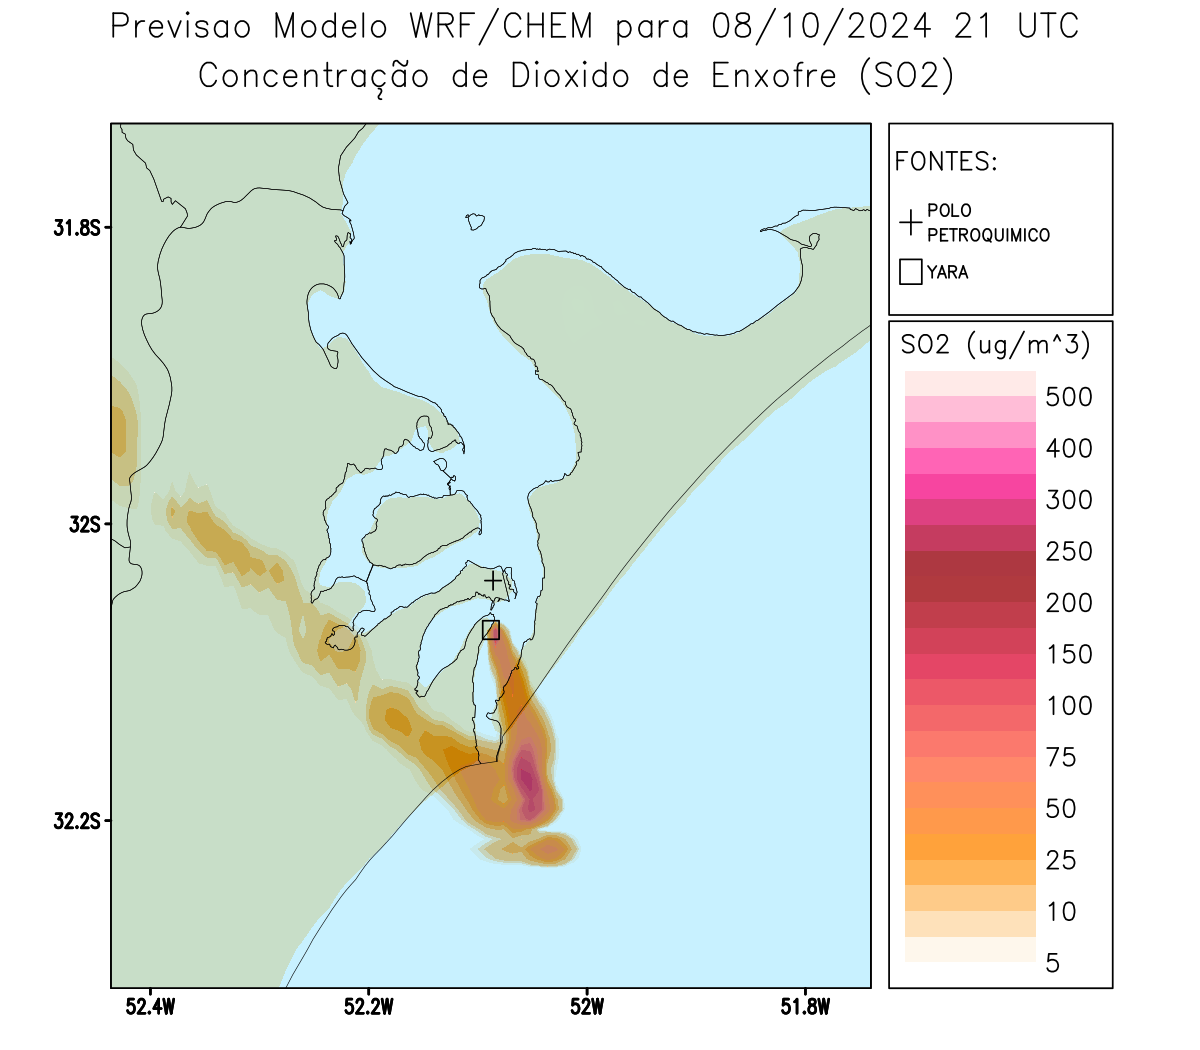 Previsao Modelo WRF/CHEM para 08/10/2024 21 UTC
Concentração de Dioxido de Enxofre (SO2)
FONTES:
POLO
PETROQUIMICO
YARA
SO2 (ug/m^3)
500
400
300
250
200
150
100
75
50
25
10
5
31.8S
32S
32.2S
52.4W
52.2W
52W
51.8W